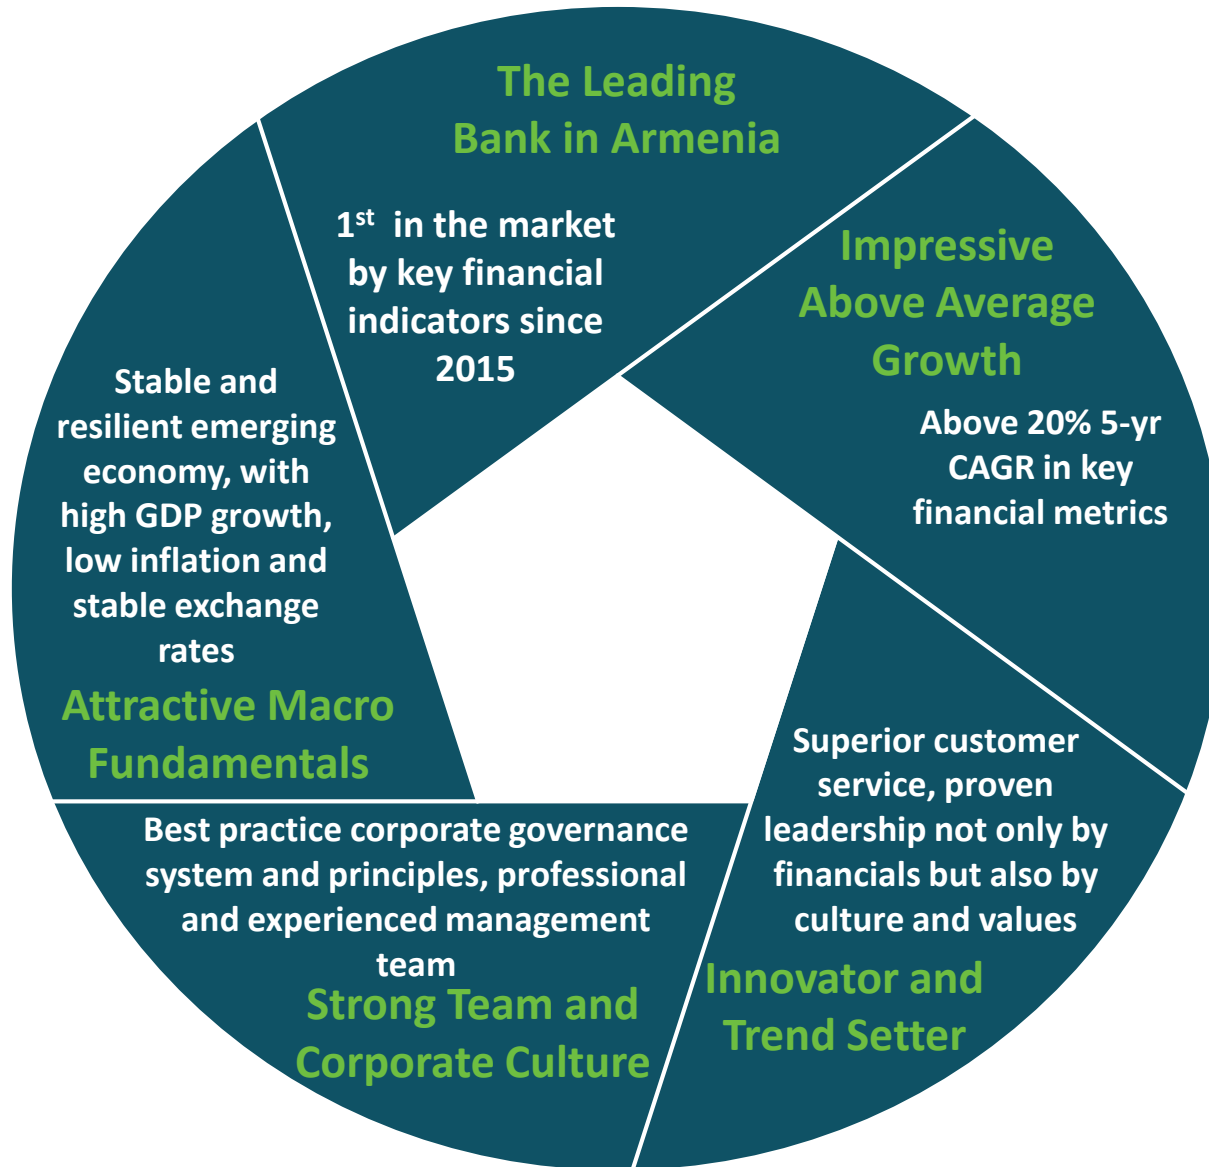 The Leading
Bank in Armenia
1st in the market
by key financial
indicators since
2015
Impressive
Above Average
Growth
Above 20% 5-yr
CAGR in key
financial metrics
Superior customer
service, proven
leadership not only by
financials but also by
culture and values
Innovator and
Trend Setter
Best practice corporate governance
system and principles, professional
and experienced management
team
Strong Team and
Corporate Culture
Stable and
resilient emerging
economy, with
high GDP growth,
low inflation and
stable exchange
rates
Attractive Macro
Fundamentals